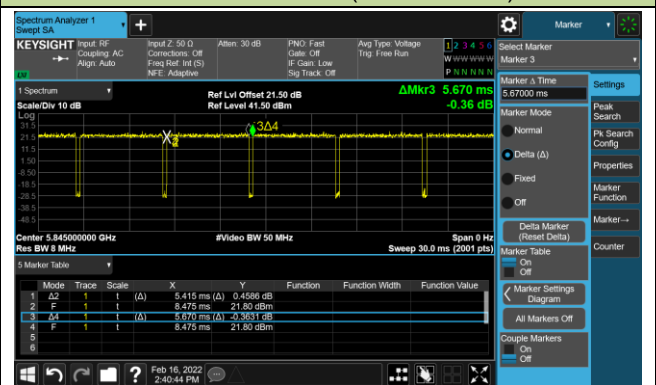 Spectrum Analyzer 1
Swept SA
+
Marker
KEYSIGHT
Input: RF
Coupling: AC
Align: Auto
Input Z: 50 Ω
Corrections: Off
Freq Ref: Int (S)
NFE: Adaptive
Atten: 30 dB
PNO: Fast
Gate: Off
IF Gain: Low
Sig Track: Off
Avg Type: Voltage
Trig: Free Run
1 2 3 4 5 6
W W W W W W
P N N N N N
LXI
Select Marker
Marker 3
1 Spectrum
Scale/Div 10 dB
Ref Lvl Offset 21.50 dB
Ref Level 41.50 dBm
ΔMkr3 5.670 ms
-0.36 dB
Log
31.5
21.5
11.5
1.50
-8.50
-18.5
-28.5
-38.5
-48.5
3Δ4
Center 5.845000000 GHz
Res BW 8 MHz
#Video BW 50 MHz
Span 0 Hz
Sweep 30.0 ms (2001 pts)
5 Marker Table
Mode Trace Scale X Y Function Function Width Function Value
1 Δ2 1 t (Δ) 5.415 ms (Δ) 0.4586 dB
2 F 1 t 8.475 ms 21.80 dBm
3 Δ4 1 t (Δ) 5.670 ms (Δ) -0.3631 dB
4 F 1 t 8.475 ms 21.80 dBm
5
6
Marker Δ Time
5.67000 ms
Marker Mode
Normal
Delta (Δ)
Fixed
Off
Delta Marker
(Reset Delta)
Marker Table
On
Off
Marker Settings
Diagram
All Markers Off
Couple Markers
On
Off
Settings
Peak
Search
Pk Search
Config
Properties
Marker
Function
Marker→
Counter
?
Feb 16, 2022
2:40:44 PM